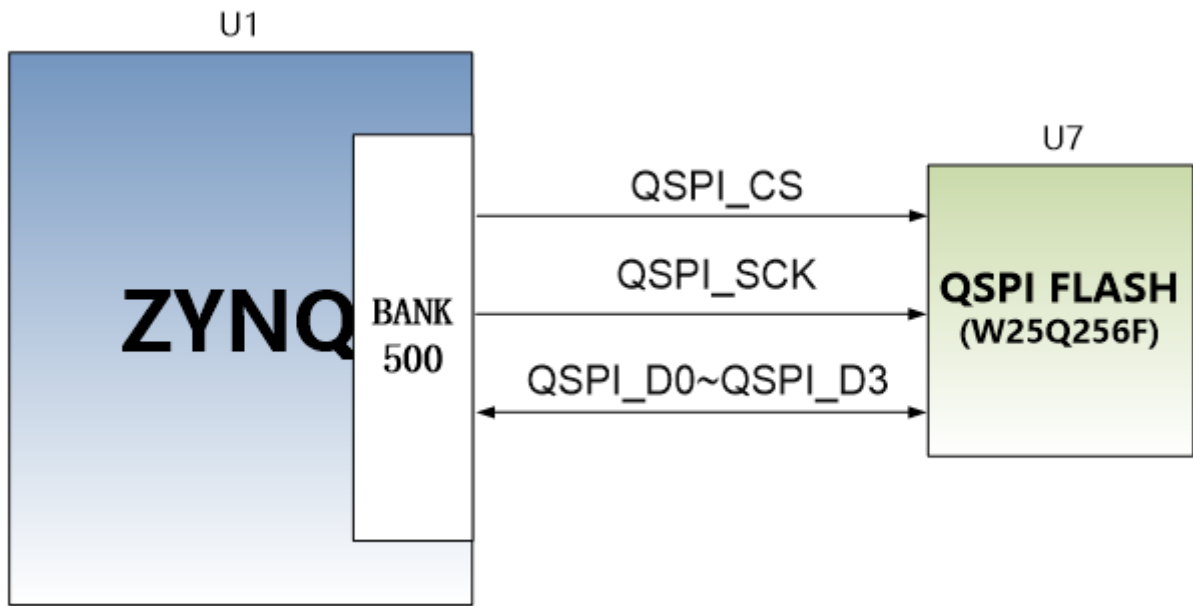 U1
U7
QSPI_CS
QSPI_SCK
ZYNQ
BANK
500
QSPI FLASH
(W25Q256F)
QSPI_D0~QSPI_D3